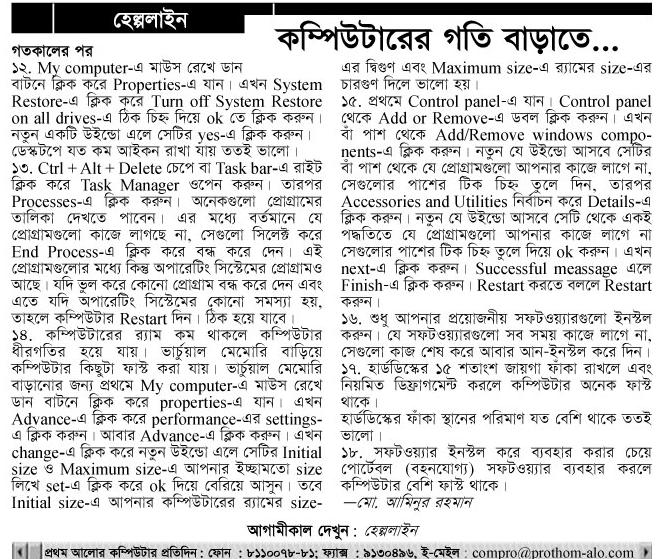 হেল্পলাইন
কম্পিউটারের গতি বাড়াতে...
গতকালের পর
১২. My computer-এ মাউস রেখে ডান
বাটনে ক্লিক করে Properties-এ যান। এখন System
Restore-এ ক্লিক করে Turn off System Restore
on all drives-এ ঠিক চিহ্ন দিয়ে ok তে ক্লিক করুন।
নতুন একটি উইন্ডো এলে সেটির yes-এ ক্লিক করুন।
ডেস্কটপে যত কম আইকন রাখা যায় ততই ভালো।
১৩. Ctrl + Alt + Delete চেপে বা Task bar-এ রাইট
ক্লিক করে Task Manager ওপেন করুন। তারপর
Processes-এ ক্লিক করুন। অনেকগুলো প্রোগ্রামের
তালিকা দেখতে পাবেন। এর মধ্যে বর্তমানে যে
প্রোগ্রামগুলো কাজে লাগছে না, সেগুলো সিলেক্ট করে
End Process-এ ক্লিক করে বন্ধ করে দেন। এই
প্রোগ্রামগুলোর মধ্যে কিন্তু অপারেটিং সিস্টেমের প্রোগ্রামও
আছে। যদি ভুল করে কোনো প্রোগ্রাম বন্ধ করে দেন এবং
এতে যদি অপারেটিং সিস্টেমের কোনো সমস্যা হয়,
তাহলে কম্পিউটার Restart দিন। ঠিক হয়ে যাবে।
১৪. কম্পিউটারের র‍্যাম কম থাকলে কম্পিউটার
ধীরগতির হয়ে যায়। ভার্চুয়াল মেমোরি বাড়িয়ে
কম্পিউটার কিছুটা ফাস্ট করা যায়। ভার্চুয়াল মেমোরি
বাড়ানোর জন্য প্রথমে My computer-এ মাউস রেখে
ডান বাটনে ক্লিক করে properties-এ যান। এখন
Advance-এ ক্লিক করে performance-এর settings-
এ ক্লিক করুন। আবার Advance-এ ক্লিক করুন। এখন
change-এ ক্লিক করে নতুন উইন্ডো এলে সেটির Initial
size ও Maximum size-এ আপনার ইচ্ছামতো size
লিখে set-এ ক্লিক করে ok দিয়ে বেরিয়ে আসুন। তবে
Initial size-এ আপনার কম্পিউটারের র‍্যামের size-
এর দ্বিগুণ এবং Maximum size-এ র‍্যামের size-এর
চারগুণ দিলে ভালো হয়।
১৫. প্রথমে Control panel-এ যান। Control panel
থেকে Add or Remove-এ ডবল ক্লিক করুন। এখন
বাঁ পাশ থেকে Add/Remove windows compo-
nents-এ ক্লিক করুন। নতুন যে উইন্ডো আসবে সেটির
বাঁ পাশ থেকে যে প্রোগ্রামগুলো আপনার কাজে লাগে না,
সেগুলোর পাশের টিক চিহ্ন তুলে দিন, তারপর
Accessories and Utilities নির্বাচন করে Details-এ
ক্লিক করুন। নতুন যে উইন্ডো আসবে সেটি থেকে একই
পদ্ধতিতে যে প্রোগ্রামগুলো আপনার কাজে লাগে না
সেগুলোর পাশের টিক চিহ্ন তুলে দিয়ে ok করুন। এখন
next-এ ক্লিক করুন। Successful meassage এলে
Finish-এ ক্লিক করুন। Restart করতে বললে Restart
করুন।
১৬. শুধু আপনার প্রয়োজনীয় সফটওয়্যারগুলো ইনস্টল
করুন। যে সফটওয়্যারগুলো সব সময় কাজে লাগে না,
সেগুলো কাজ শেষ করে আবার আন-ইনস্টল করে দিন।
১৭. হার্ডডিস্কের ১৫ শতাংশ জায়গা ফাঁকা রাখলে এবং
নিয়মিত ডিফ্রাগমেন্ট করলে কম্পিউটার অনেক ফাস্ট
থাকে।
হার্ডডিস্কের ফাঁকা স্থানের পরিমাণ যত বেশি থাকে ততই
ভালো।
১৮. সফটওয়্যার ইনস্টল করে ব্যবহার করার চেয়ে
পোর্টেবল (বহনযোগ্য) সফটওয়্যার ব্যবহার করলে
কম্পিউটার বেশি ফাস্ট থাকে।
—মো. আমিনুর রহমান
আগামীকাল দেখুন : হেল্পলাইন
প্রথম আলোর কম্পিউটার প্রতিদিন : ফোন : ৮১১০০৭৮-৮১; ফ্যাক্স : ৯১৩০৪৯৬, ই-মেইল : compro@prothom-alo.com